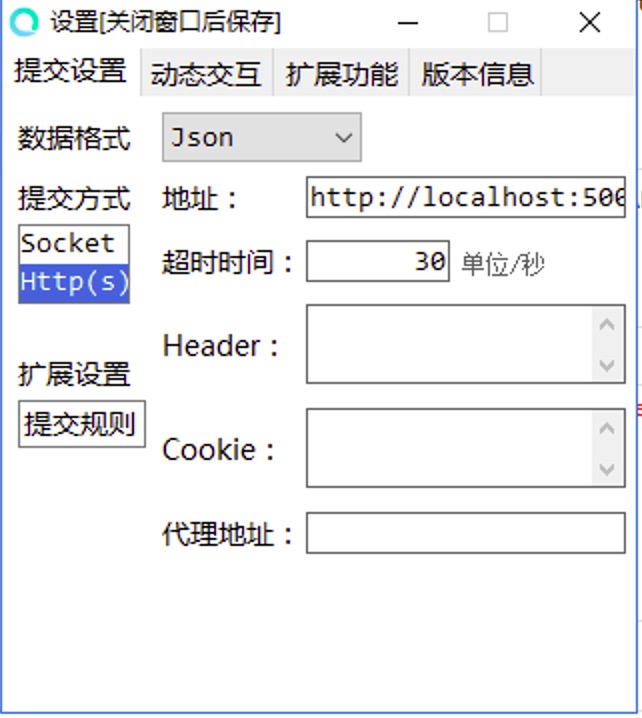 设置[关闭窗口后保存]
提交设置 动态交互 扩展功能 版本信息
数据格式 Json
提交方式 地址： http://localhost:500
Socket
Http(s)
超时时间： 30 单位/秒
Header：
扩展设置
提交规则
Cookie：
代理地址：